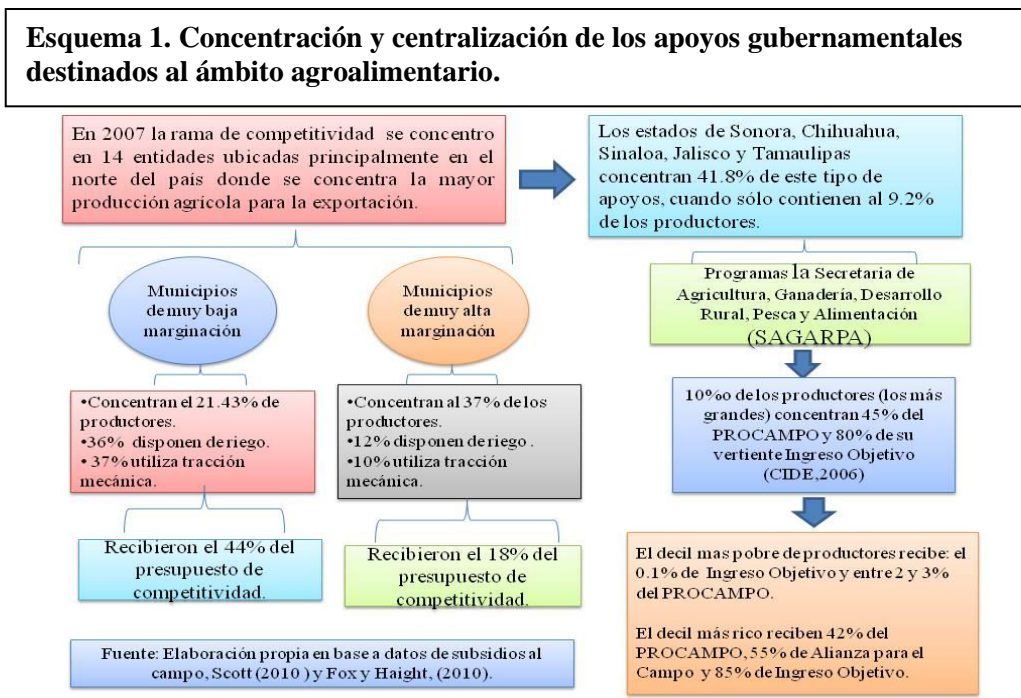 Esquema 1. Concentración y centralización de los apoyos gubernamentales
destinados al ámbito agroalimentario.
En 2007 la rama de competitividad se concentro
en 14 entidades ubicadas principalmente en el
norte del país donde se concentra la mayor
producción agrícola para la exportación.
Los estados de Sonora, Chihuahua,
Sinaloa, Jalisco y Tamaulipas
concentran 41.8% de este tipo de
apoyos, cuando sólo contienen al 9.2%
de los productores.
Municipios
de muy baja
marginación
Municipios
de muy alta
marginación
Programas la Secretaria de
Agricultura, Ganadería, Desarrollo
Rural, Pesca y Alimentación
(SAGARPA)
•Concentran el 21.43% de
productores.
•36% disponen de riego.
• 37% utiliza tracción
mecánica.
•Concentran al 37% de los
productores.
•12% disponen de riego .
•10% utiliza tracción
mecánica.
10%o de los productores (los más
grandes) concentran 45% del
PROCAMPO y 80% de su
vertiente Ingreso Objetivo
(CIDE,2006)
Recibieron el 44% del
presupuesto de
competitividad.
Recibieron el 18% del
presupuesto de
competitividad.
El decil mas pobre de productores recibe: el
0.1% de Ingreso Objetivo y entre 2 y 3%
del PROCAMPO.
El decil más rico reciben 42% del
PROCAMPO, 55% de Alianza para el
Campo y 85% de Ingreso Objetivo.
Fuente: Elaboración propia en base a datos de subsidios al
campo, Scott (2010 ) y Fox y Haight, (2010).